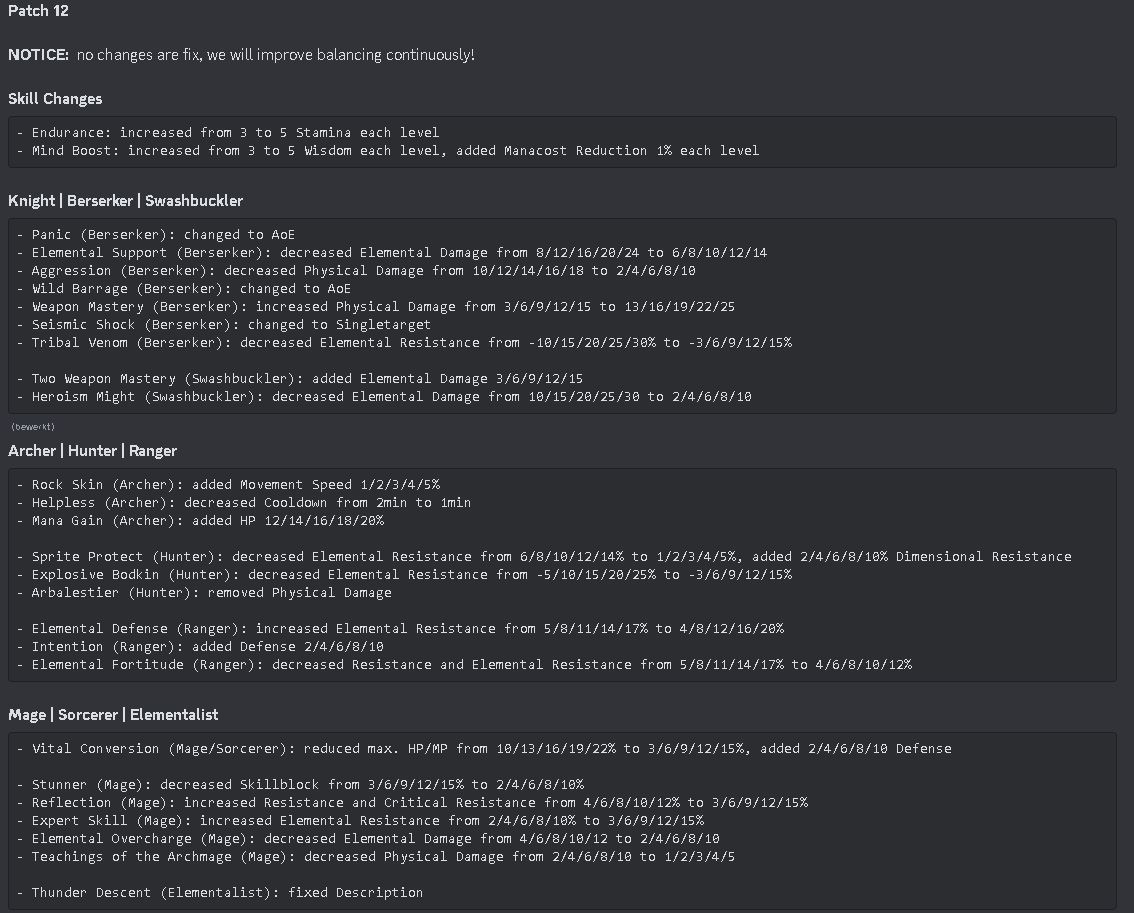 Patch 12
NOTICE: no changes are fix, we will improve balancing continuously!
Skill Changes
- Endurance: increased from 3 to 5 Stamina each level
- Mind Boost: increased from 3 to 5 Wisdom each level, added Manacost Reduction 1% each level
Knight | Berserker | Swashbuckler
- Panic (Berserker): changed to AoE
- Elemental Support (Berserker): decreased Elemental Damage from 8/12/16/20/24 to 6/8/10/12/14
- Aggression (Berserker): decreased Physical Damage from 10/12/14/16/18 to 2/4/6/8/10
- Wild Barrage (Berserker): changed to AoE
- Weapon Mastery (Berserker): increased Physical Damage from 3/6/9/12/15 to 13/16/19/22/25
- Seismic Shock (Berserker): changed to Singletarget
- Tribal Venom (Berserker): decreased Elemental Resistance from -10/15/20/25/30% to -3/6/9/12/15%
- Two Weapon Mastery (Swashbuckler): added Elemental Damage 3/6/9/12/15
- Heroism Might (Swashbuckler): decreased Elemental Damage from 10/15/20/25/30 to 2/4/6/8/10
(bewerkt)
Archer | Hunter | Ranger
- Rock Skin (Archer): added Movement Speed 1/2/3/4/5%
- Helpless (Archer): decreased Cooldown from 2min to 1min
- Mana Gain (Archer): added HP 12/14/16/18/20%
- Sprite Protect (Hunter): decreased Elemental Resistance from 6/8/10/12/14% to 1/2/3/4/5%, added 2/4/6/8/10% Dimensional Resistance
- Explosive Bodkin (Hunter): decreased Elemental Resistance from -5/10/15/20/25% to -3/6/9/12/15%
- Arbalestier (Hunter): removed Physical Damage
- Elemental Defense (Ranger): increased Elemental Resistance from 5/8/11/14/17% to 4/8/12/16/20%
- Intention (Ranger): added Defense 2/4/6/8/10
- Elemental Fortitude (Ranger): decreased Resistance and Elemental Resistance from 5/8/11/14/17% to 4/6/8/10/12%
Mage | Sorcerer | Elementalist
- Vital Conversion (Mage/Sorcerer): reduced max. HP/MP from 10/13/16/19/22% to 3/6/9/12/15%, added 2/4/6/8/10 Defense
- Stunner (Mage): decreased Skillblock from 3/6/9/12/15% to 2/4/6/8/10%
- Reflection (Mage): increased Resistance and Critical Resistance from 4/6/8/10/12% to 3/6/9/12/15%
- Expert Skill (Mage): increased Elemental Resistance from 2/4/6/8/10% to 3/6/9/12/15%
- Elemental Overcharge (Mage): decreased Elemental Damage from 4/6/8/10/12 to 2/4/6/8/10
- Teachings of the Archmage (Mage): decreased Physical Damage from 2/4/6/8/10 to 1/2/3/4/5
- Thunder Descent (Elementalist): fixed Description